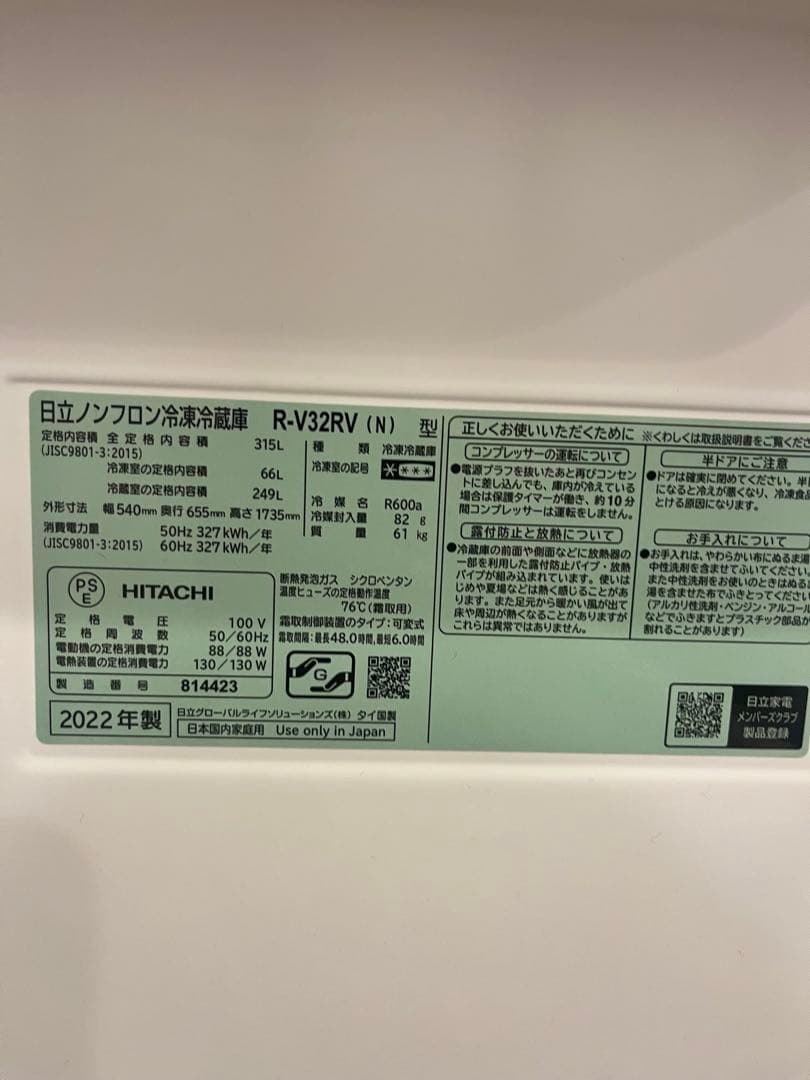 日立ノンフロン冷凍冷蔵庫 R-V32RV (N) 型
定格内容積 全定格内容積 315L
(JISC9801-3:2015)
冷凍室の定格内容積 66L
冷蔵室の定格内容積 249L
外形寸法 幅540mm 奥行655mm 高さ1735mm
消費電力量 50Hz 327kWh/年
(JISC9801-3:2015) 60Hz 327kWh/年
種類 冷凍冷蔵庫
冷凍室の記号 ****
冷媒名 R600a
冷媒封入量 82 g
質量 61 kg
PS
E
HITACHI
定格電圧 100 V
定格周波数 50/60Hz
電動機の定格消費電力 88/88 W
電熱装置の定格消費電力 130/130 W
製造番号 814423
断熱発泡ガス シクロペンタン
温度ヒューズの定格動作温度
76℃(霜取用)
霜取制御装置のタイプ:可変式
霜取間隔:最長48.0時間,最短6.0時間
G
2022年製
日立グローバルライフソリューションズ(株) タイ国製
日本国内家庭用 Use only in Japan
正しくお使いいただくために ※くわしくは取扱説明書をご覧くださ
コンプレッサーの運転について
●電源プラグを抜いたあと再びコンセン
トに差し込んでも、庫内が冷えている
場合は保護タイマーが働き、約10分
間コンプレッサーは運転をしません。
露付防止と放熱について
●冷蔵庫の前面や側面などに放熱器の
一部を利用した露付防止パイプ・放熱
パイプが組み込まれています。使いは
じめや夏場などは熱く感じることがあ
ります。また足元から暖かい風が出て
床や周辺が熱くなることがありますが
これらは異常ではありません。
半ドアにご注意
●ドアは確実に閉めてください。半ド
になると冷えが悪くなり、冷凍食品
とける原因になります。
お手入れについて
●お手入れは、やわらかい布にぬるま湯
中性洗剤を含ませてふいてください。
また中性洗剤をお使いのときはぬるま
湯を含ませた布でふきとってください。
(アルカリ性洗剤・ベンジン・アルコール
などでふきますとプラスチック部品が
割れることがあります)
日立家電
メンバーズクラブ
製品登録